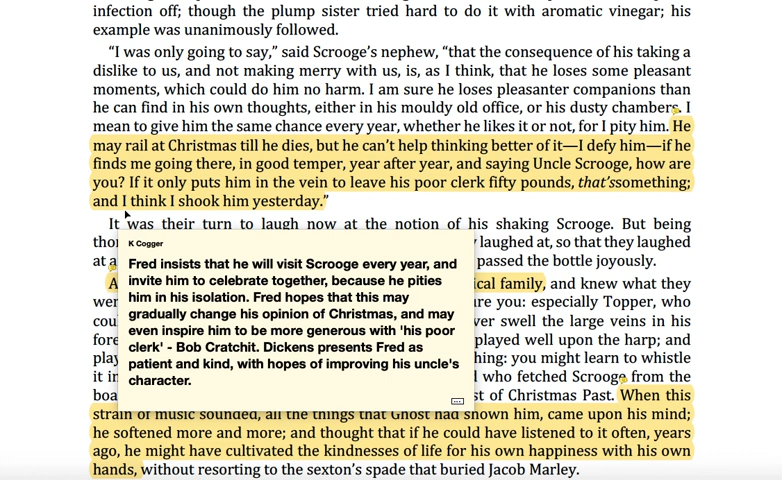 infection off; though the plump sister tried hard to do it with aromatic vinegar; his
example was unanimously followed.
“I was only going to say,” said Scrooge’s nephew, “that the consequence of his taking a
dislike to us, and not making merry with us, is, as I think, that he loses some pleasant
moments, which could do him no harm. I am sure he loses pleasanter companions than
he can find in his own thoughts, either in his mouldy old office, or his dusty chambers. I
mean to give him the same chance every year, whether he likes it or not, for I pity him. He
may rail at Christmas till he dies, but he can’t help thinking better of it—I defy him—if he
finds me going there, in good temper, year after year, and saying Uncle Scrooge, how are
you? If it only puts him in the vein to leave his poor clerk fifty pounds, that’ssomething;
and I think I shook him yesterday.”
It was their turn to laugh now at the notion of his shaking Scrooge. But being
laughed at, so that they laughed
at
passed the bottle joyously.
ical family, and knew what they
you: especially Topper, who
swell the large veins in his
played well upon the harp; and
you might learn to whistle
it
who fetched Scrooge from the
of Christmas Past. When this
strain of music sounded, all the things that Ghost had shown him, came upon his mind;
he softened more and more; and thought that if he could have listened to it often, years
ago, he might have cultivated the kindnesses of life for his own happiness with his own
hands, without resorting to the sexton’s spade that buried Jacob Marley.
K Cogger
Fred insists that he will visit Scrooge every year, and
invite him to celebrate together, because he pities
him in his isolation. Fred hopes that this may
gradually change his opinion of Christmas, and may
even inspire him to be more generous with 'his poor
clerk' - Bob Cratchit. Dickens presents Fred as
patient and kind, with hopes of improving his uncle's
character.